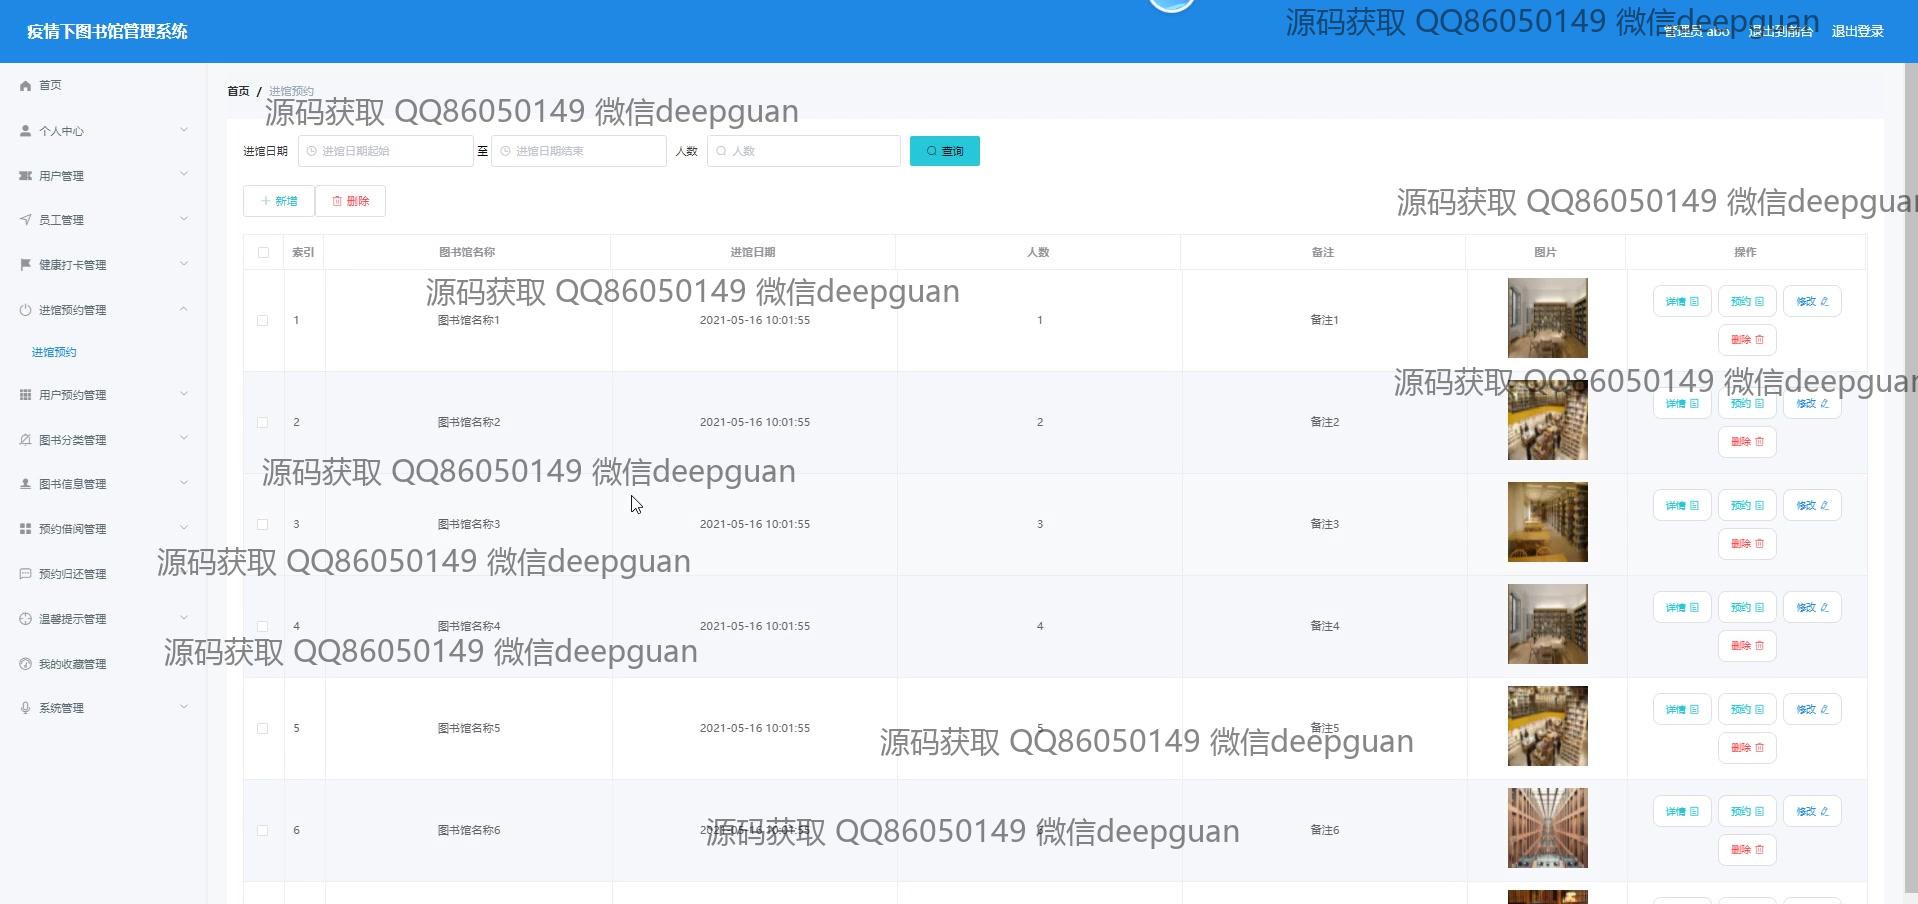 疫情下图书馆管理系统
源码获取 QQ86050149 微信deepguan
管理员 abo 退出到前台 退出登录
首页
个人中心
用户管理
员工管理
健康打卡管理
进馆预约管理
进馆预约
用户预约管理
图书分类管理
图书信息管理
预约借阅管理
预约归还管理
温馨提示管理
我的收藏管理
系统管理
首页 / 进馆预约
源码获取 QQ86050149 微信deepguan
进馆日期 进馆日期起始 至 进馆日期结束 人数 人数 查询
新增 删除
源码获取 QQ86050149 微信deepguan
索引 图书馆名称 进馆日期 人数 备注 图片 操作
源码获取 QQ86050149 微信deepguan
1 图书馆名称1 2021-05-16 10:01:55 1 备注1 详情 预约 修改
删除
源码获取 QQ86050149 微信deepguan
2 图书馆名称2 2021-05-16 10:01:55 2 备注2 详情 预约 修改
删除
源码获取 QQ86050149 微信deepguan
3 图书馆名称3 2021-05-16 10:01:55 3 备注3 详情 预约 修改
删除
源码获取 QQ86050149 微信deepguan
4 图书馆名称4 2021-05-16 10:01:55 4 备注4 详情 预约 修改
删除
源码获取 QQ86050149 微信deepguan
5 图书馆名称5 2021-05-16 10:01:55 5 备注5 详情 预约 修改
删除
源码获取 QQ86050149 微信deepguan
6 图书馆名称6 2021-05-16 10:01:55 6 备注6 详情 预约 修改
删除
源码获取 QQ86050149 微信deepguan